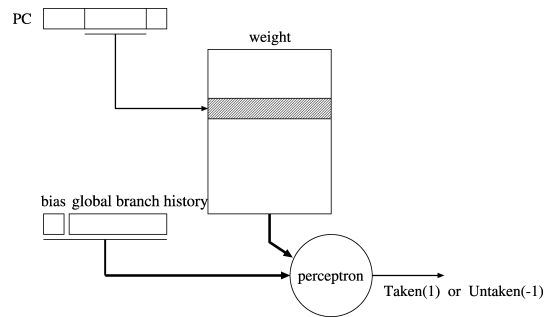 PC
weight
bias global branch history
perceptron
Taken(1) or Untaken(-1)